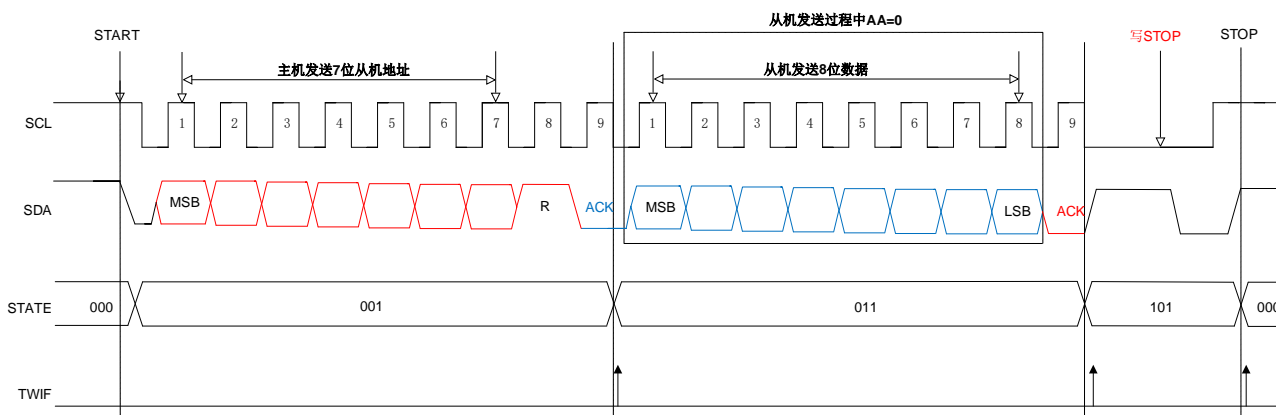 从机发送过程中AA=0
START
写STOP
STOP
主机发送7位从机地址
从机发送8位数据
SCL
1 2 3 4 5 6 7 8 9 1 2 3 4 5 6 7 8 9
SDA
MSB R ACK MSB LSB ACK
STATE 000 001 011 101 000
TWIF